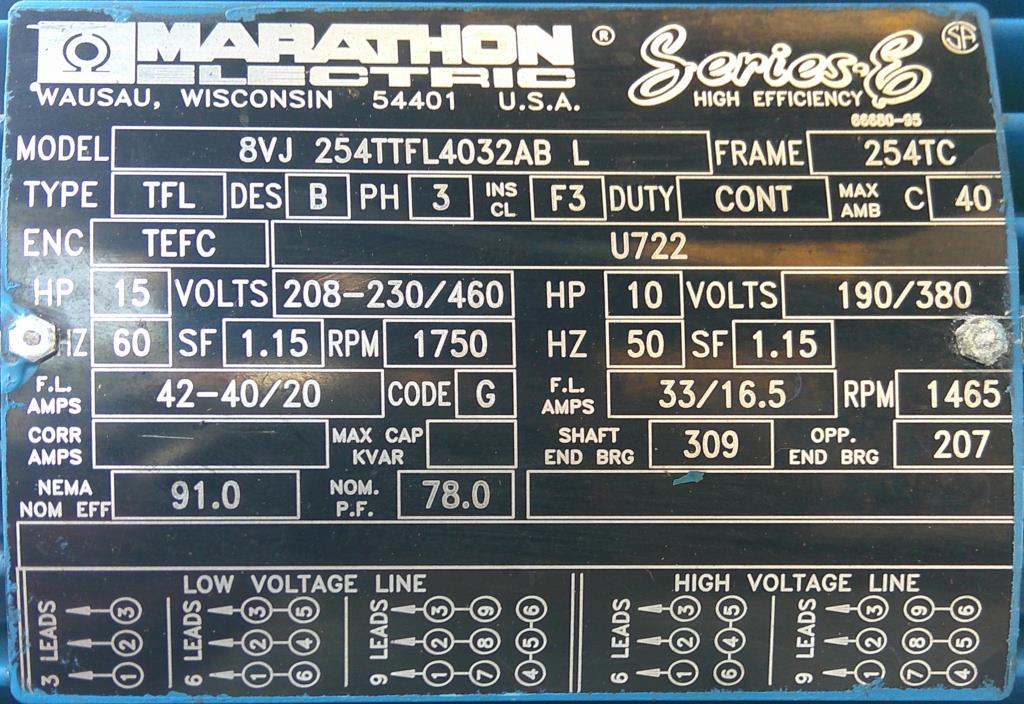 MARATHON ® Series-E SA
ELECTRIC
WAUSAU, WISCONSIN 54401 U.S.A. HIGH EFFICIENCY
66680-95
MODEL 8VJ 254TTFL4032AB L FRAME 254TC
TYPE TFL DES B PH 3 INS CL F3 DUTY CONT MAX AMB C 40
ENC TEFC U722
HP 15 VOLTS 208-230/460 HP 10 VOLTS 190/380
HZ 60 SF 1.15 RPM 1750 HZ 50 SF 1.15
F.L. AMPS 42-40/20 CODE G F.L. AMPS 33/16.5 RPM 1465
CORR AMPS MAX CAP KVAR SHAFT END BRG 309 OPP. END BRG 207
NEMA NOM EFF 91.0 NOM. P.F. 78.0
LOW VOLTAGE LINE HIGH VOLTAGE LINE
3 LEADS 3 2 1
6 LEADS 3 5 2 4 1 6
9 LEADS 3 9 6 2 8 5 1 7 4
6 LEADS 3 5 2 4 1 6
9 LEADS 3 9 6 2 8 5 1 7 4